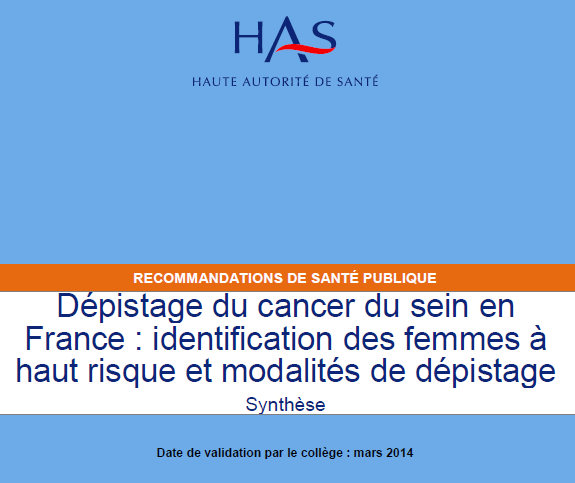 HAS
HAUTE AUTORITÉ DE SANTÉ
RECOMMANDATIONS DE SANTÉ PUBLIQUE
Dépistage du cancer du sein en
France : identification des femmes à
haut risque et modalités de dépistage
Synthèse
Date de validation par le collège : mars 2014